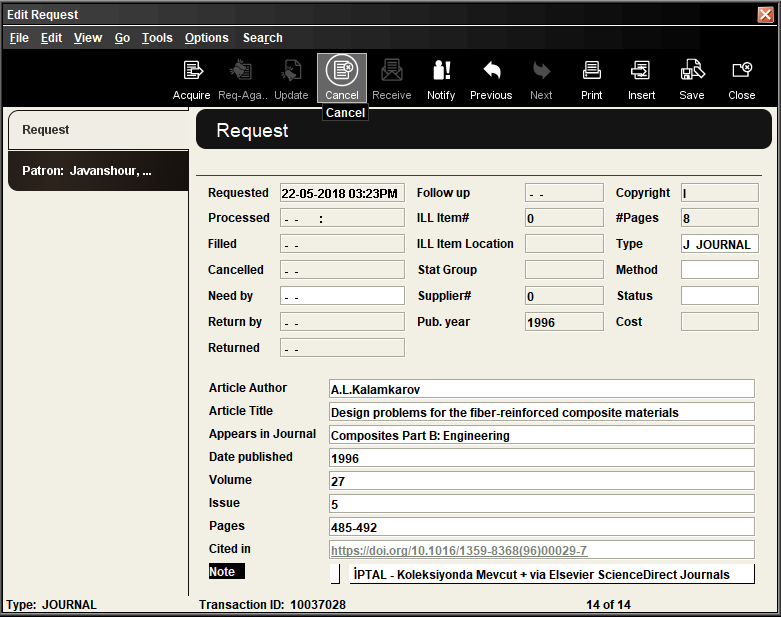 Edit Request
File Edit View Go Tools Options Search
Acquire Req-Aga.. Update Cancel Receive Notify Previous Next Print Insert Save Close
Cancel
Request
Patron: Javanshour, ...
Request
Requested 22-05-2018 03:23PM Follow up - - Copyright I
Processed - - : ILL Item# 0 #Pages 8
Filled - - ILL Item Location Type J JOURNAL
Cancelled - - Stat Group Method
Need by - - Supplier# 0 Status
Return by - - Pub. year 1996 Cost
Returned - -
Article Author A.L.Kalamkarov
Article Title Design problems for the fiber-reinforced composite materials
Appears in Journal Composites Part B: Engineering
Date published 1996
Volume 27
Issue 5
Pages 485-492
Cited in https://doi.org/10.1016/1359-8368(96)00029-7
Note İPTAL - Koleksiyonda Mevcut + via Elsevier ScienceDirect Journals
Type: JOURNAL Transaction ID: 10037028 14 of 14